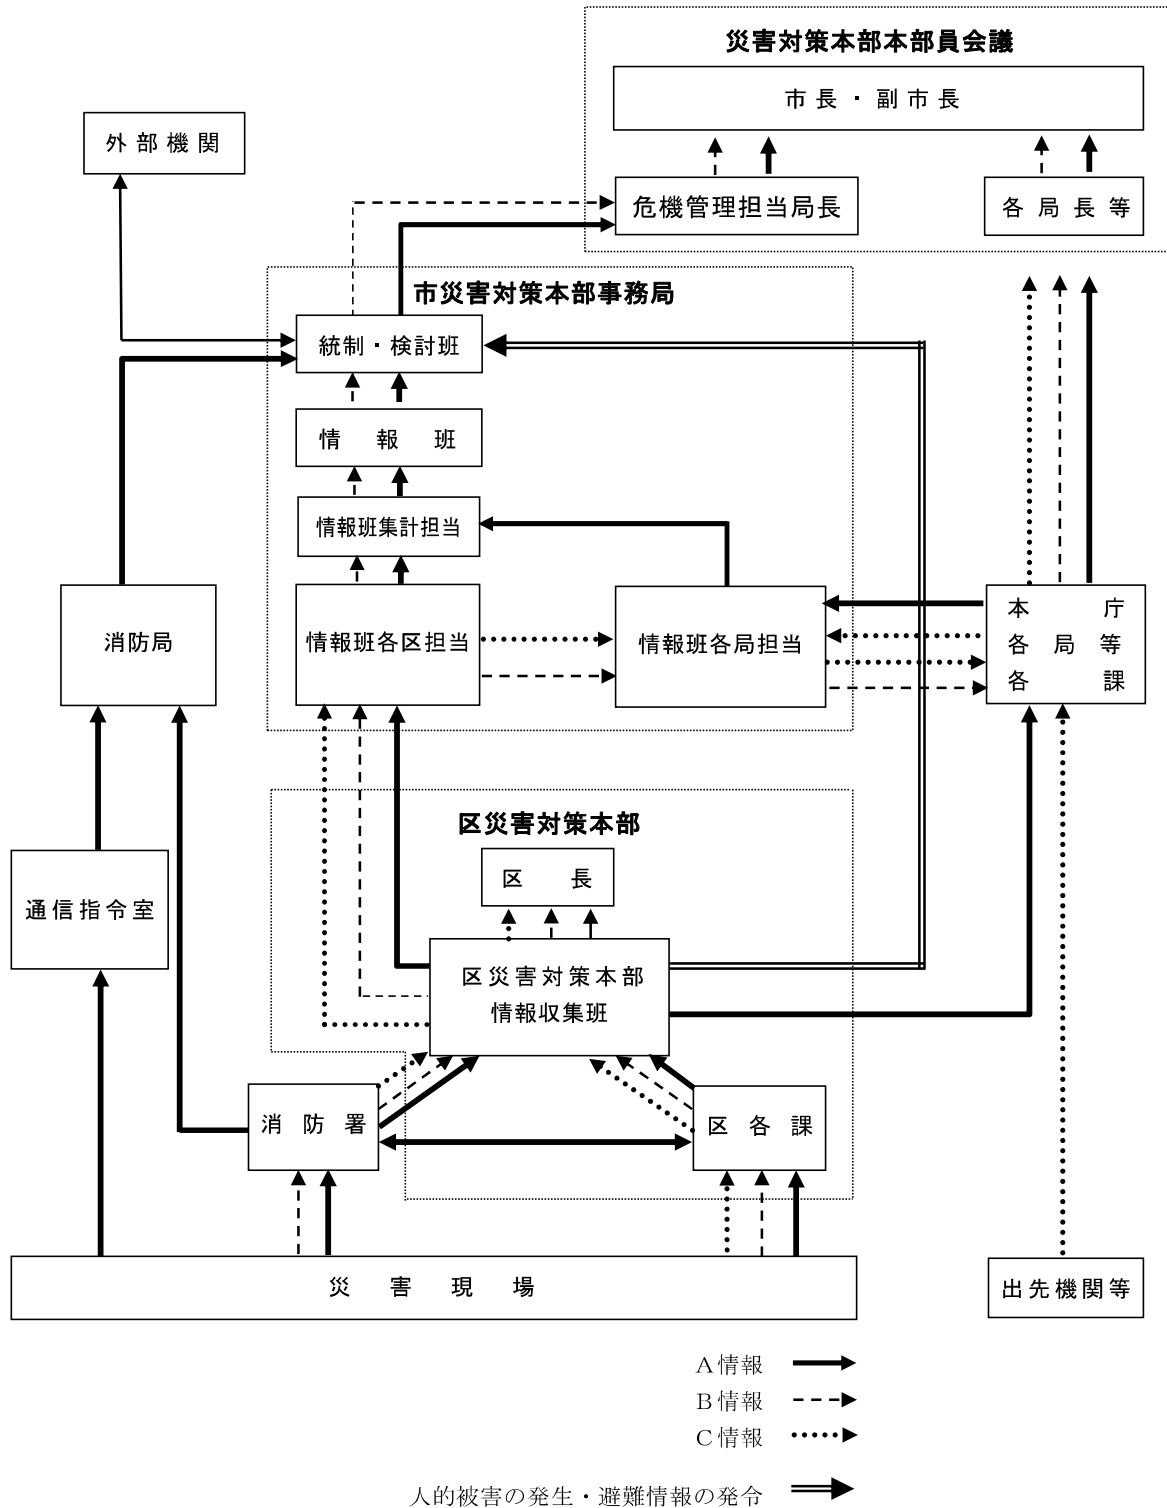 災害対策本部本部員会議
市長・副市長
外部機関
危機管理担当局長
各局長等
市災害対策本部事務局
統制・検討班
情報班
情報班集計担当
消防局
情報班各区担当
情報班各局担当
本庁
各局等
各課
区災害対策本部
区長
通信指令室
区災害対策本部
情報収集班
消防署
区各課
災害現場
出先機関等
A情報
B情報
C情報
人的被害の発生・避難情報の発令